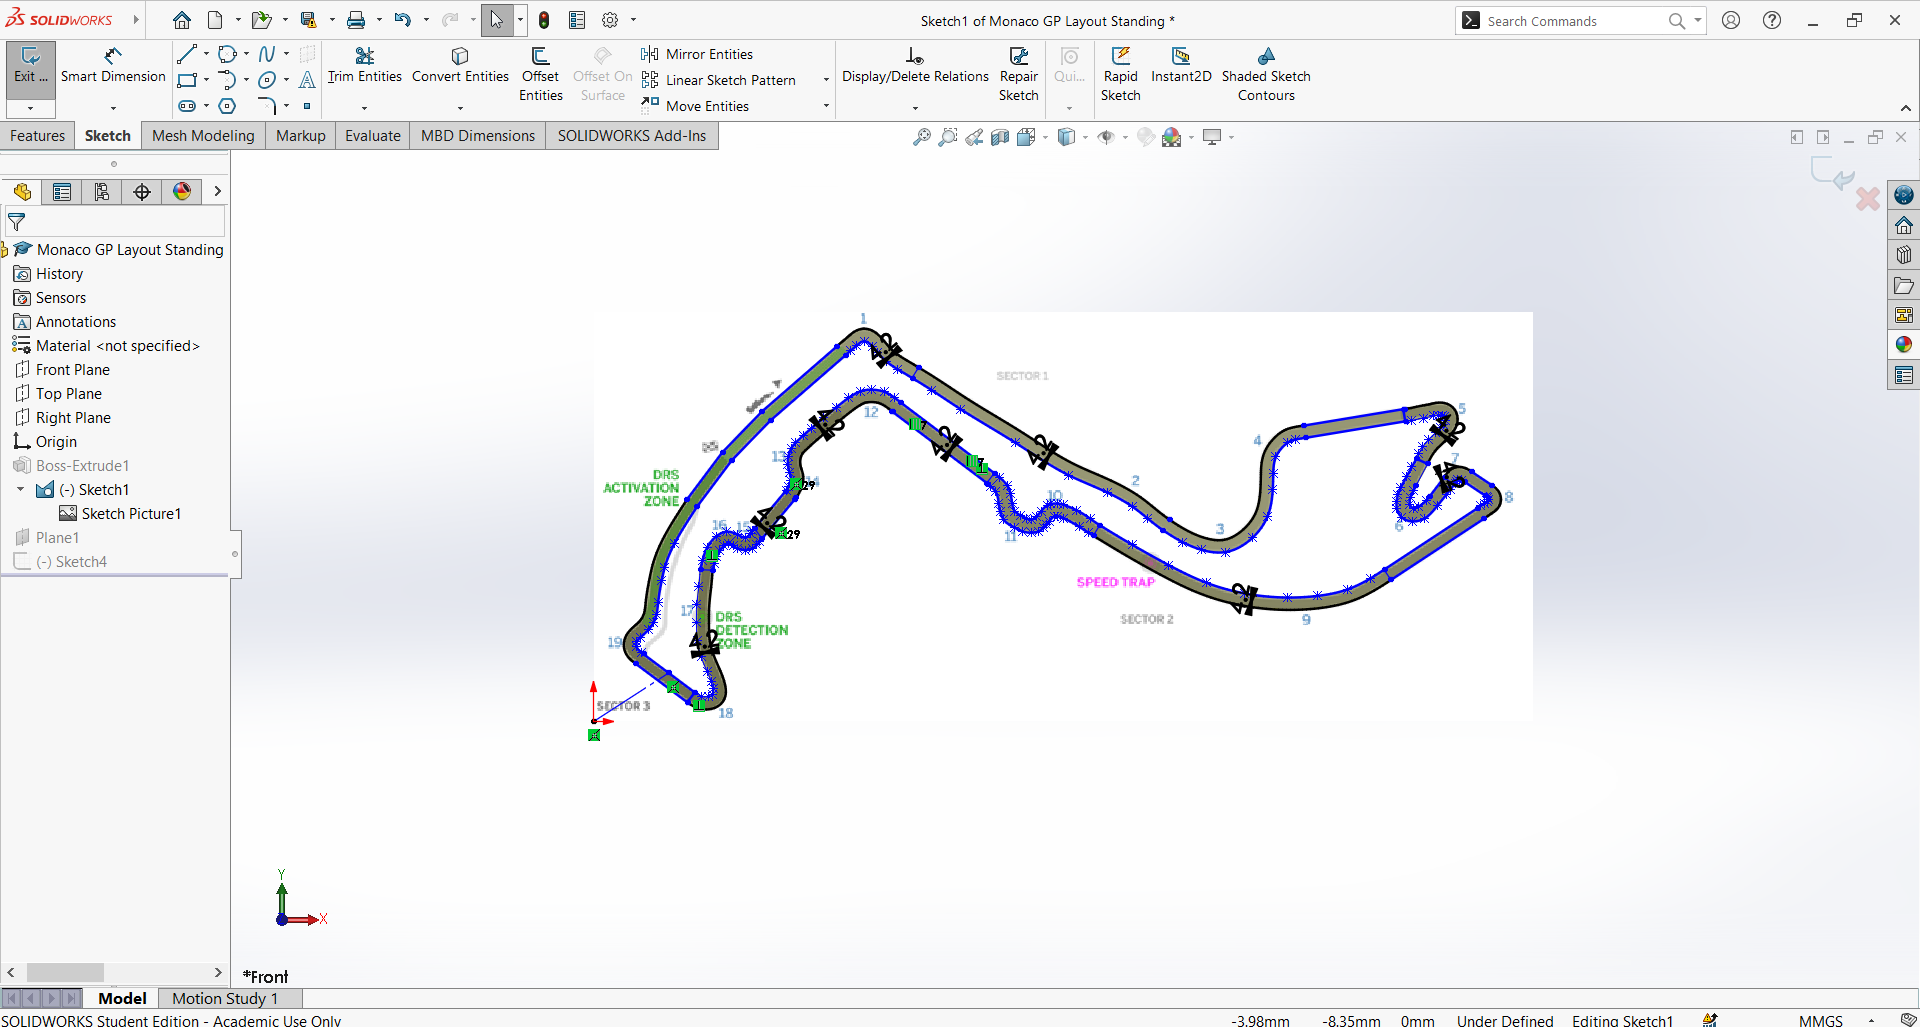 SOLIDWORKS
Sketch1 of Monaco GP Layout Standing *
Search Commands
Exit ...
Smart Dimension
Trim Entities
Convert Entities
Offset Entities
Offset On Surface
Mirror Entities
Linear Sketch Pattern
Move Entities
Display/Delete Relations
Repair Sketch
Qui...
Rapid Sketch
Instant2D
Shaded Sketch Contours
Features
Sketch
Mesh Modeling
Markup
Evaluate
MBD Dimensions
SOLIDWORKS Add-Ins
Monaco GP Layout Standing
History
Sensors
Annotations
Material <not specified>
Front Plane
Top Plane
Right Plane
Origin
Boss-Extrude1
(-) Sketch1
Sketch Picture1
Plane1
(-) Sketch4
1
SECTOR 1
12
5
4
13
7
DRS
ACTIVATION
ZONE
14
29
2
10
8
16
15
29
3
11
6
SPEED TRAP
17
DRS
DETECTION
ZONE
SECTOR 2
9
19
SECTOR 3
18
Y
X
*Front
Model
Motion Study 1
SOLIDWORKS Student Edition - Academic Use Only
-3.98mm
-8.35mm
0mm
Under Defined
Editing Sketch1
MMGS